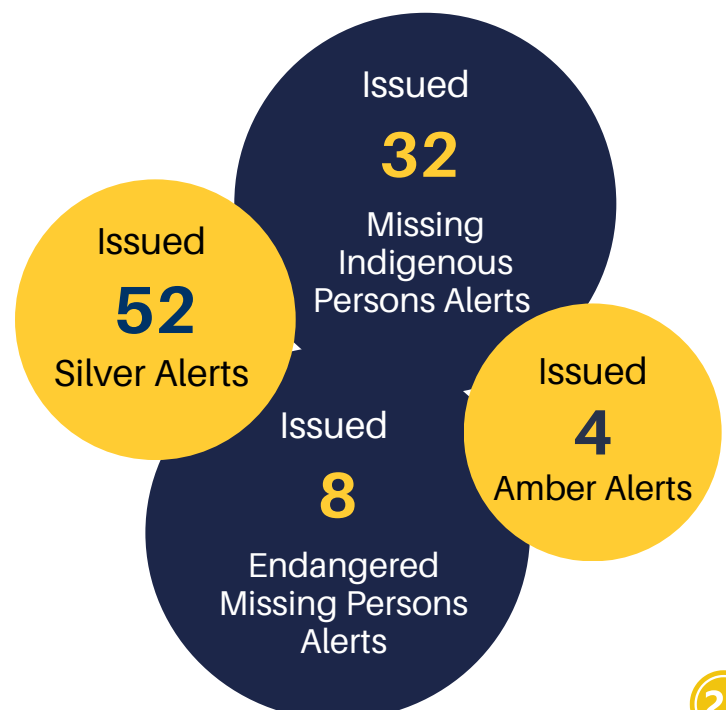 Issued
32
Missing
Indigenous
Persons Alerts
Issued
52
Silver Alerts
Issued
4
Amber Alerts
Issued
8
Endangered
Missing Persons
Alerts
2